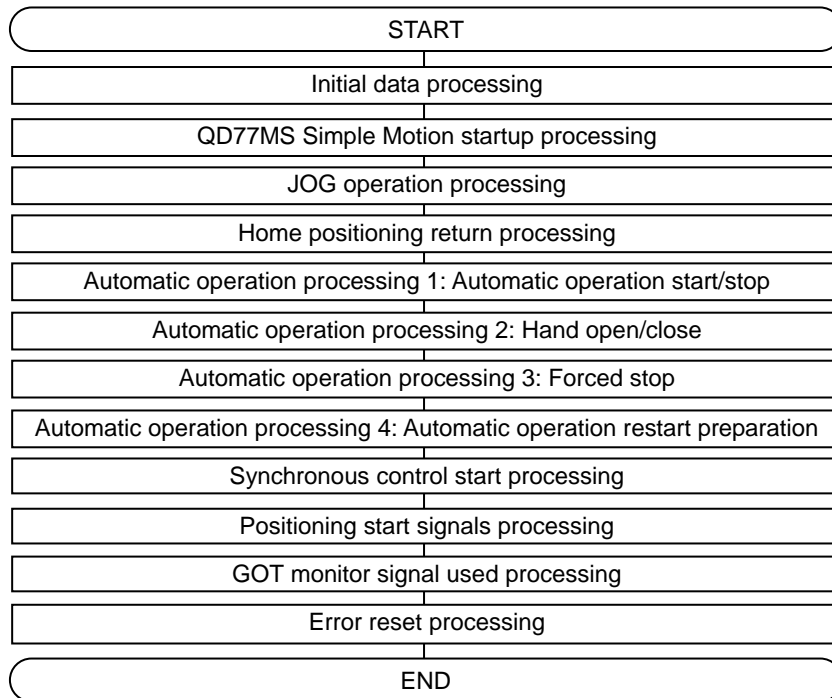 START
Initial data processing
QD77MS Simple Motion startup processing
JOG operation processing
Home positioning return processing
Automatic operation processing 1: Automatic operation start/stop
Automatic operation processing 2: Hand open/close
Automatic operation processing 3: Forced stop
Automatic operation processing 4: Automatic operation restart preparation
Synchronous control start processing
Positioning start signals processing
GOT monitor signal used processing
Error reset processing
END